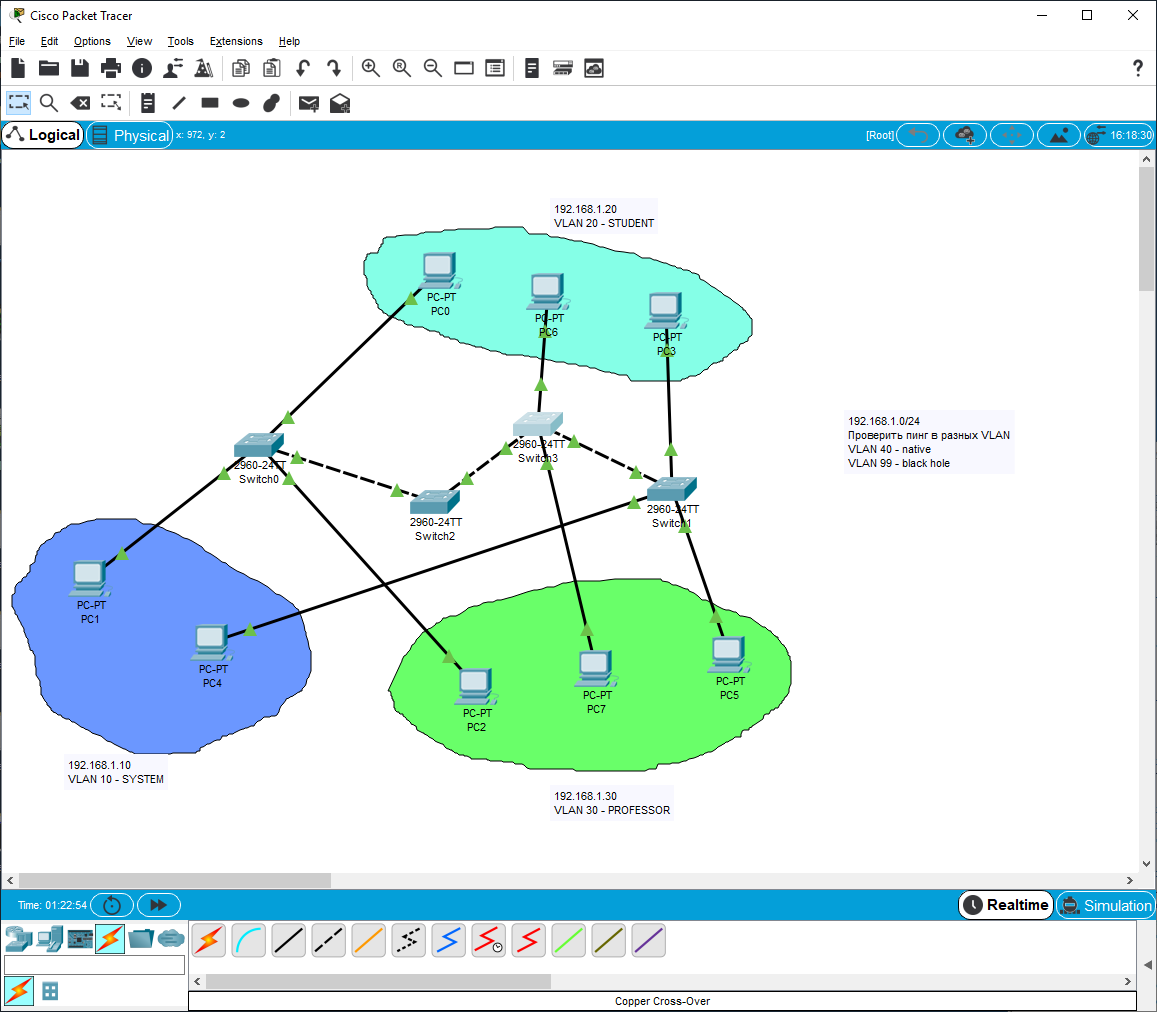 Cisco Packet Tracer
File Edit Options View Tools Extensions Help
Logical Physical x: 972, y: 2 [Root] 16:18:30
192.168.1.20
VLAN 20 - STUDENT
PC-PT
PC0
PC-PT
PC6
PC-PT
PC3
192.168.1.0/24
Проверить пинг в разных VLAN
VLAN 40 - native
VLAN 99 - black hole
2960-24TT
Switch3
2960-24TT
Switch0
2960-24TT
Switch1
2960-24TT
Switch2
PC-PT
PC1
PC-PT
PC4
PC-PT
PC2
PC-PT
PC7
PC-PT
PC5
192.168.1.10
VLAN 10 - SYSTEM
192.168.1.30
VLAN 30 - PROFESSOR
Time: 01:22:54 Realtime Simulation
Copper Cross-Over